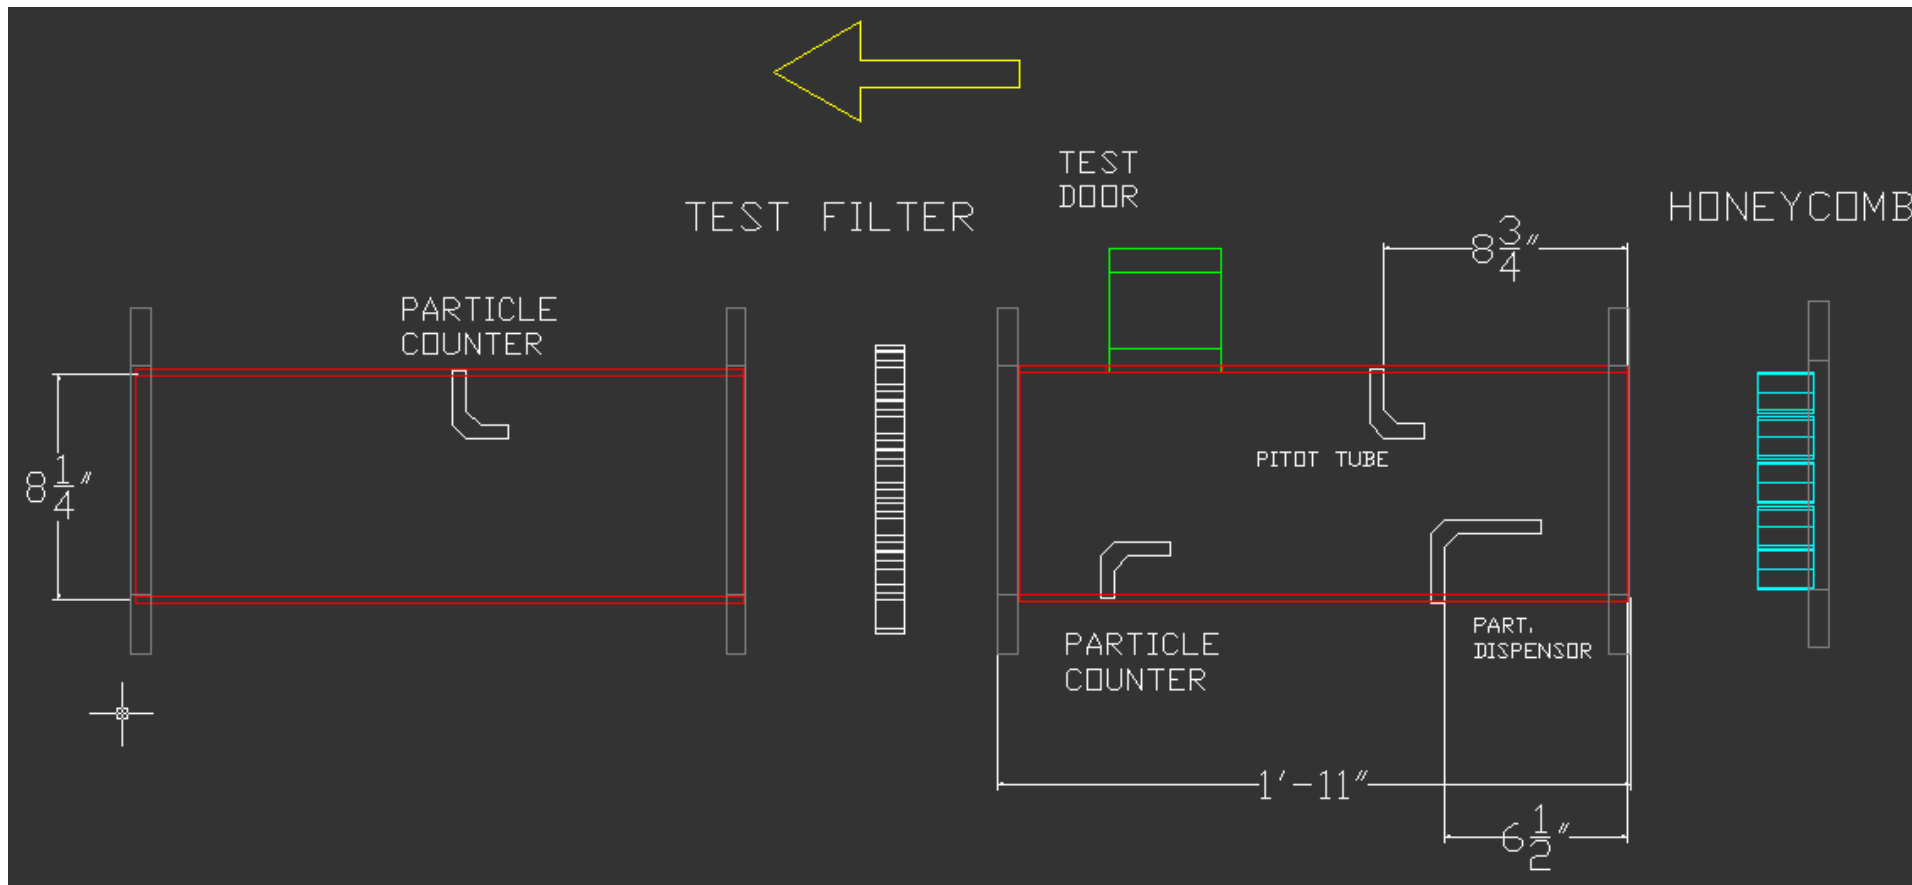 TEST
DOOR
TEST FILTER
HONEYCOMB
8 3/4"
PARTICLE
COUNTER
8 1/4"
PITOT TUBE
PART.
DISPENSOR
PARTICLE
COUNTER
1'-11"
6 1/2"